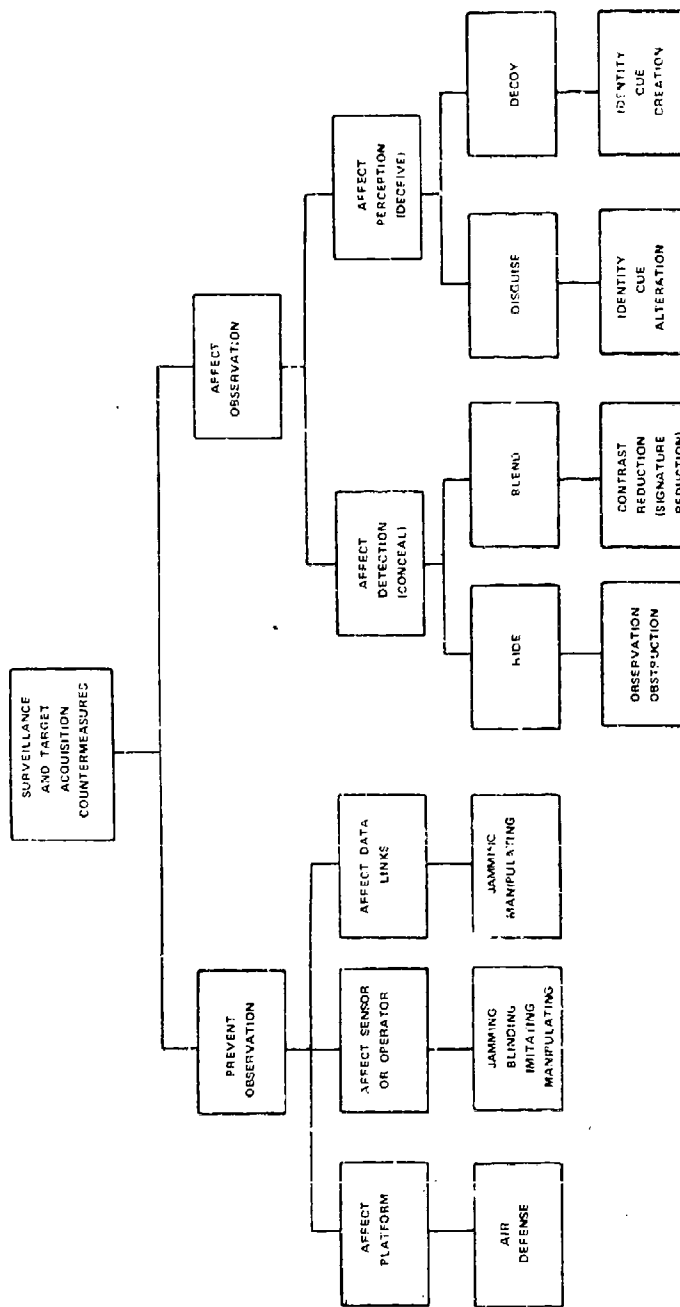 SURVEILLANCE
AND TARGET
ACQUISITION
COUNTERMEASURES
PREVENT
OBSERVATION
AFFECT
OBSERVATION
AFFECT
PLATFORM
AFFECT SENSOR
OR OPERATOR
AFFECT DATA
LINKS
AFFECT
DETECTION
(CONCEAL)
AFFECT
PERCEPTION
(DECEIVE)
AIR
DEFENSE
JAMMING
BLINDING
IMITATING
MANIPULATING
JAMMING
MANIPULATING
HIDE
BLEND
DISGUISE
DECOY
OBSERVATION
OBSTRUCTION
CONTRAST
REDUCTION
(SIGNATURE
REDUCTION)
IDENTITY
CUE
ALTERATION
IDENTITY
CUE
CREATION